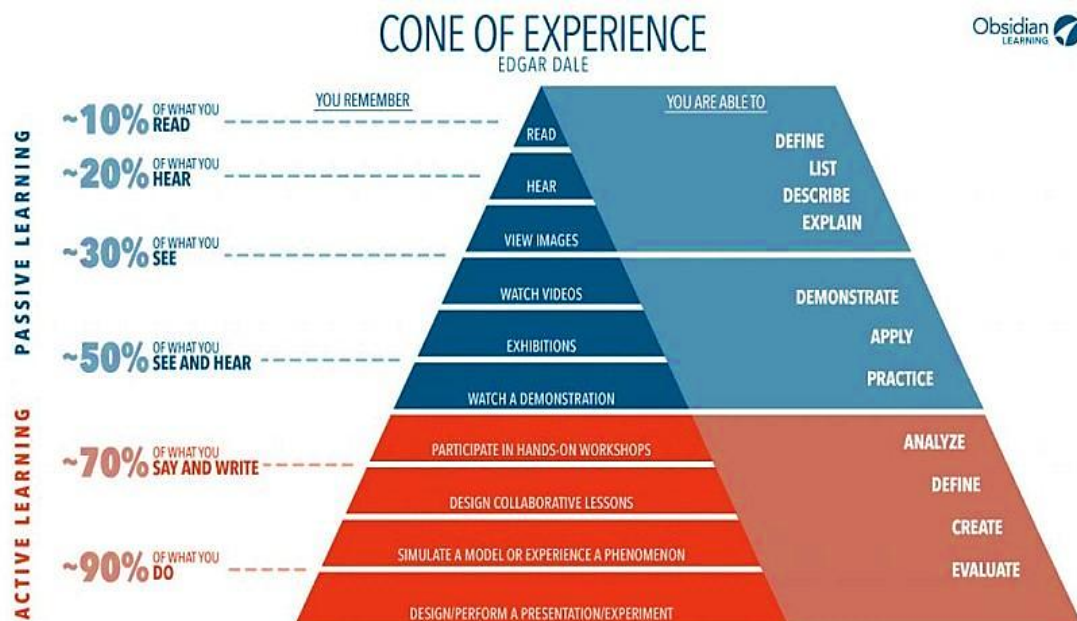 CONE OF EXPERIENCE
EDGAR DALE
Obsidian
LEARNING
YOU REMEMBER
YOU ARE ABLE TO
PASSIVE LEARNING
~10% OF WHAT YOU
READ
~20% OF WHAT YOU
HEAR
~30% OF WHAT YOU
SEE
~50% OF WHAT YOU
SEE AND HEAR
ACTIVE LEARNING
~70% OF WHAT YOU
SAY AND WRITE
~90% OF WHAT YOU
DO
READ
HEAR
VIEW IMAGES
WATCH VIDEOS
EXHIBITIONS
WATCH A DEMONSTRATION
PARTICIPATE IN HANDS-ON WORKSHOPS
DESIGN COLLABORATIVE LESSONS
SIMULATE A MODEL OR EXPERIENCE A PHENOMENON
DESIGN/PERFORM A PRESENTATION/EXPERIMENT
DEFINE
LIST
DESCRIBE
EXPLAIN
DEMONSTRATE
APPLY
PRACTICE
ANALYZE
DEFINE
CREATE
EVALUATE